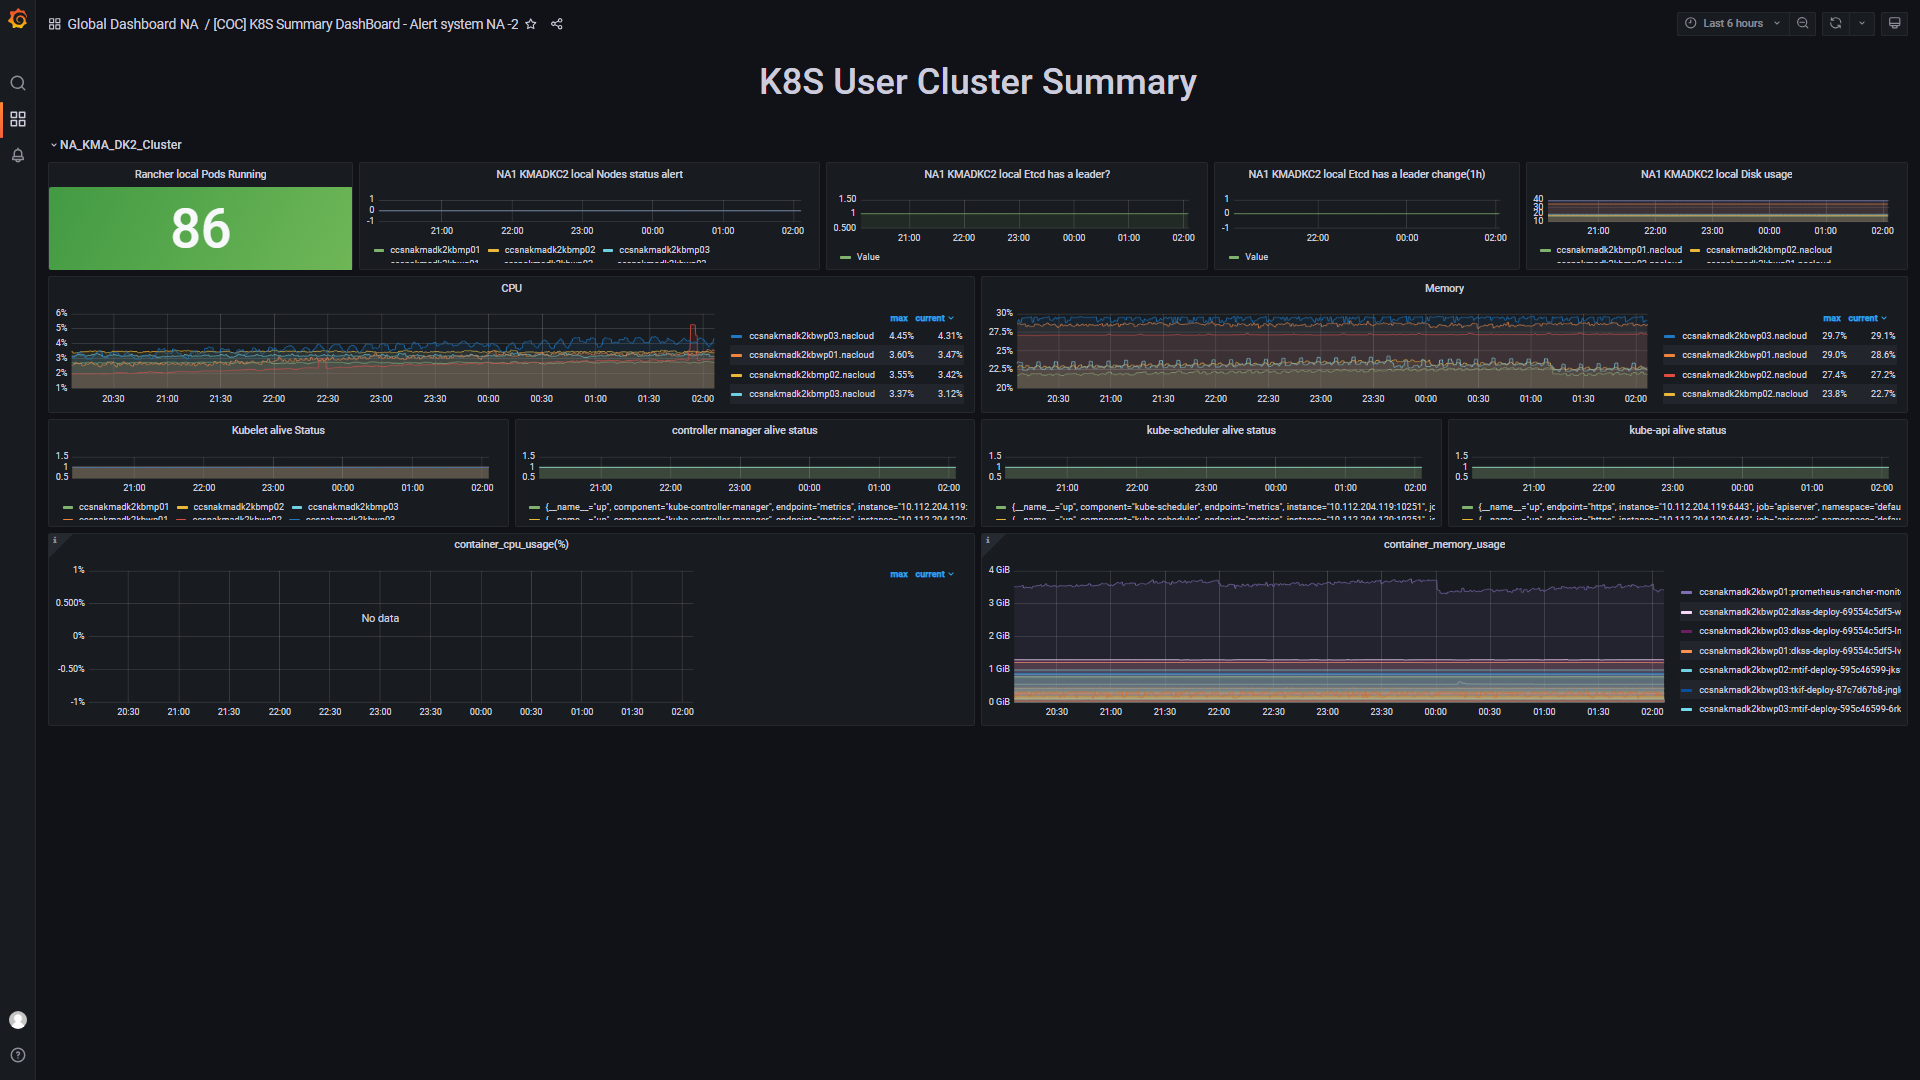 Global Dashboard NA / [COC] K8S Summary DashBoard - Alert system NA -2
Last 6 hours
K8S User Cluster Summary
NA_KMA_DK2_Cluster
Rancher local Pods Running
86
NA1 KMADKC2 local Nodes status alert
1
0
-1
21:00 22:00 23:00 00:00 01:00 02:00
ccsnakmadk2kbmp01 ccsnakmadk2kbmp02 ccsnakmadk2kbmp03
NA1 KMADKC2 local Etcd has a leader?
1.50
1
0.500
21:00 22:00 23:00 00:00 01:00 02:00
Value
NA1 KMADKC2 local Etcd has a leader change(1h)
1
0
-1
22:00 00:00 02:00
Value
NA1 KMADKC2 local Disk usage
40
30
20
10
21:00 22:00 23:00 00:00 01:00 02:00
ccsnakmadk2kbmp01.nacloud ccsnakmadk2kbmp02.nacloud
CPU
6%
5%
4%
3%
2%
1%
20:30 21:00 21:30 22:00 22:30 23:00 23:30 00:00 00:30 01:00 01:30 02:00
max current
ccsnakmadk2kbwp03.nacloud 4.45% 4.31%
ccsnakmadk2kbwp01.nacloud 3.60% 3.47%
ccsnakmadk2kbmp02.nacloud 3.55% 3.42%
ccsnakmadk2kbmp03.nacloud 3.37% 3.12%
Memory
30%
27.5%
25%
22.5%
20%
20:30 21:00 21:30 22:00 22:30 23:00 23:30 00:00 00:30 01:00 01:30 02:00
max current
ccsnakmadk2kbwp03.nacloud 29.7% 29.1%
ccsnakmadk2kbwp01.nacloud 29.0% 28.6%
ccsnakmadk2kbwp02.nacloud 27.4% 27.2%
ccsnakmadk2kbmp02.nacloud 23.8% 22.7%
Kubelet alive Status
1.5
1
0.5
21:00 22:00 23:00 00:00 01:00 02:00
ccsnakmadk2kbmp01 ccsnakmadk2kbmp02 ccsnakmadk2kbmp03
controller manager alive status
1.5
1
0.5
21:00 22:00 23:00 00:00 01:00 02:00
{__name__="up", component="kube-controller-manager", endpoint="metrics", instance="10.112.204.119:
kube-scheduler alive status
1.5
1
0.5
21:00 22:00 23:00 00:00 01:00 02:00
{__name__="up", component="kube-scheduler", endpoint="metrics", instance="10.112.204.119:10251", jc
kube-api alive status
1.5
1
0.5
21:00 22:00 23:00 00:00 01:00 02:00
{__name__="up", endpoint="https", instance="10.112.204.119:6443", job="apiserver", namespace="defau
container_cpu_usage(%)
1%
0.500%
0%
-0.50%
-1%
No data
20:30 21:00 21:30 22:00 22:30 23:00 23:30 00:00 00:30 01:00 01:30 02:00
max current
container_memory_usage
4 GiB
3 GiB
2 GiB
1 GiB
0 GiB
20:30 21:00 21:30 22:00 22:30 23:00 23:30 00:00 00:30 01:00 01:30 02:00
ccsnakmadk2kbwp01:prometheus-rancher-monit
ccsnakmadk2kbwp02:dkss-deploy-69554c5df5-w
ccsnakmadk2kbwp03:dkss-deploy-69554c5df5-ln
ccsnakmadk2kbwp01:dkss-deploy-69554c5df5-lv
ccsnakmadk2kbwp02:mtif-deploy-595c46599-jks
ccsnakmadk2kbwp03:tkif-deploy-87c7d67b8-jngl
ccsnakmadk2kbwp03:mtif-deploy-595c46599-6rk